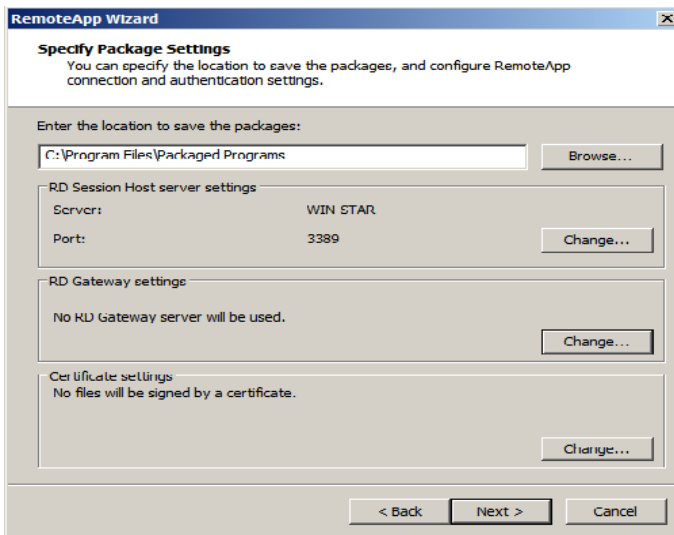 RemoteApp Wizard
Specify Package Settings
You can specify the location to save the packages, and configure RemoteApp
connection and authentication settings.
Enter the location to save the packages:
C:\Program Files\Packaged Programs
Browse...
RD Session Host server settings
Server: WIN STAR
Port: 3389
Change...
RD Gateway settings
No RD Gateway server will be used.
Change...
Certificate settings
No files will be signed by a certificate.
Change...
< Back Next > Cancel